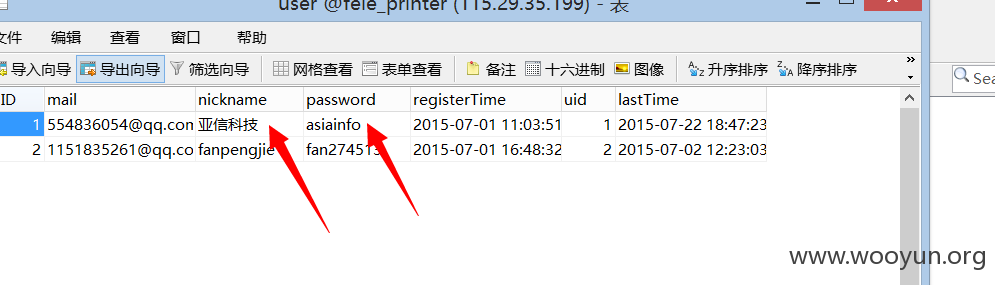 user @fele_printer (115.29.35.199) - 表
文件 编辑 查看 窗口 帮助
导入向导 导出向导 筛选向导 网格查看 表单查看 备注 十六进制 图像 升序排序 降序排序 »
ID mail nickname password registerTime uid lastTime
1 554836054@qq.com 亚信科技 asiainfo 2015-07-01 11:03:51 1 2015-07-22 18:47:23
2 1151835261@qq.co fanpengjie 2015-07-01 16:48:32 2 2015-07-02 12:23:03
Sea
www.wooyun.org